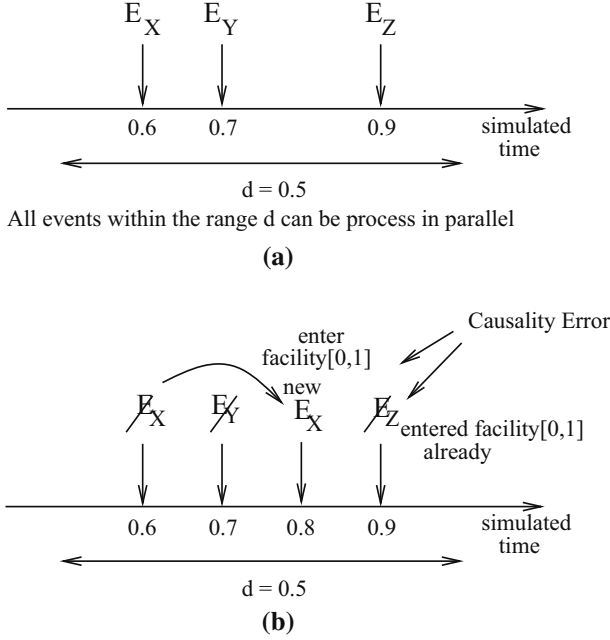 E_X E_Y E_Z
0.6 0.7 0.9 simulated
time
d = 0.5
All events within the range d can be process in parallel
(a)
Causality Error
enter
facility[0,1]
new
E_X E_Y E_X E_Z entered facility[0,1]
already
0.6 0.7 0.8 0.9 simulated
time
d = 0.5
(b)